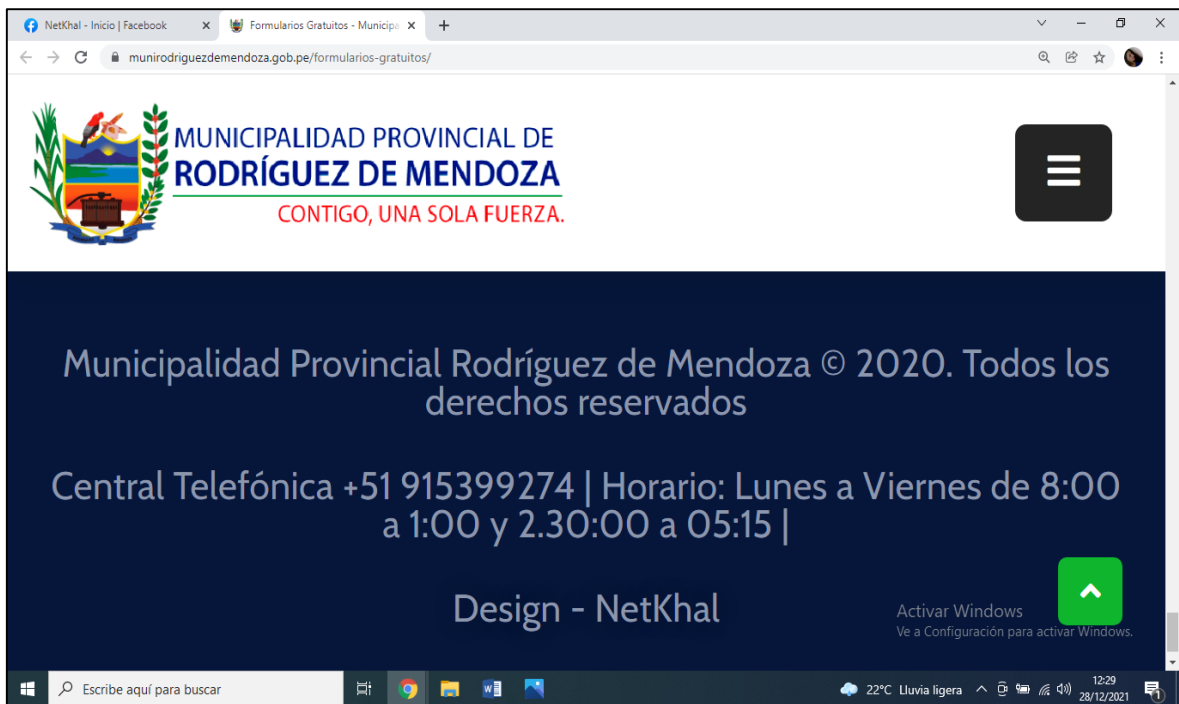 NetKhal - Inicio | Facebook
Formularios Gratuitos - Municipa
munirodriguezdemendoza.gob.pe/formularios-gratuitos/
MUNICIPALIDAD PROVINCIAL DE
RODRÍGUEZ DE MENDOZA
CONTIGO, UNA SOLA FUERZA.
Municipalidad Provincial Rodríguez de Mendoza © 2020. Todos los
derechos reservados
Central Telefónica +51 915399274 | Horario: Lunes a Viernes de 8:00
a 1:00 y 2.30:00 a 05:15 |
Design - NetKhal
Activar Windows
Ve a Configuración para activar Windows.
Escribe aquí para buscar
22°C Lluvia ligera
12:29
28/12/2021